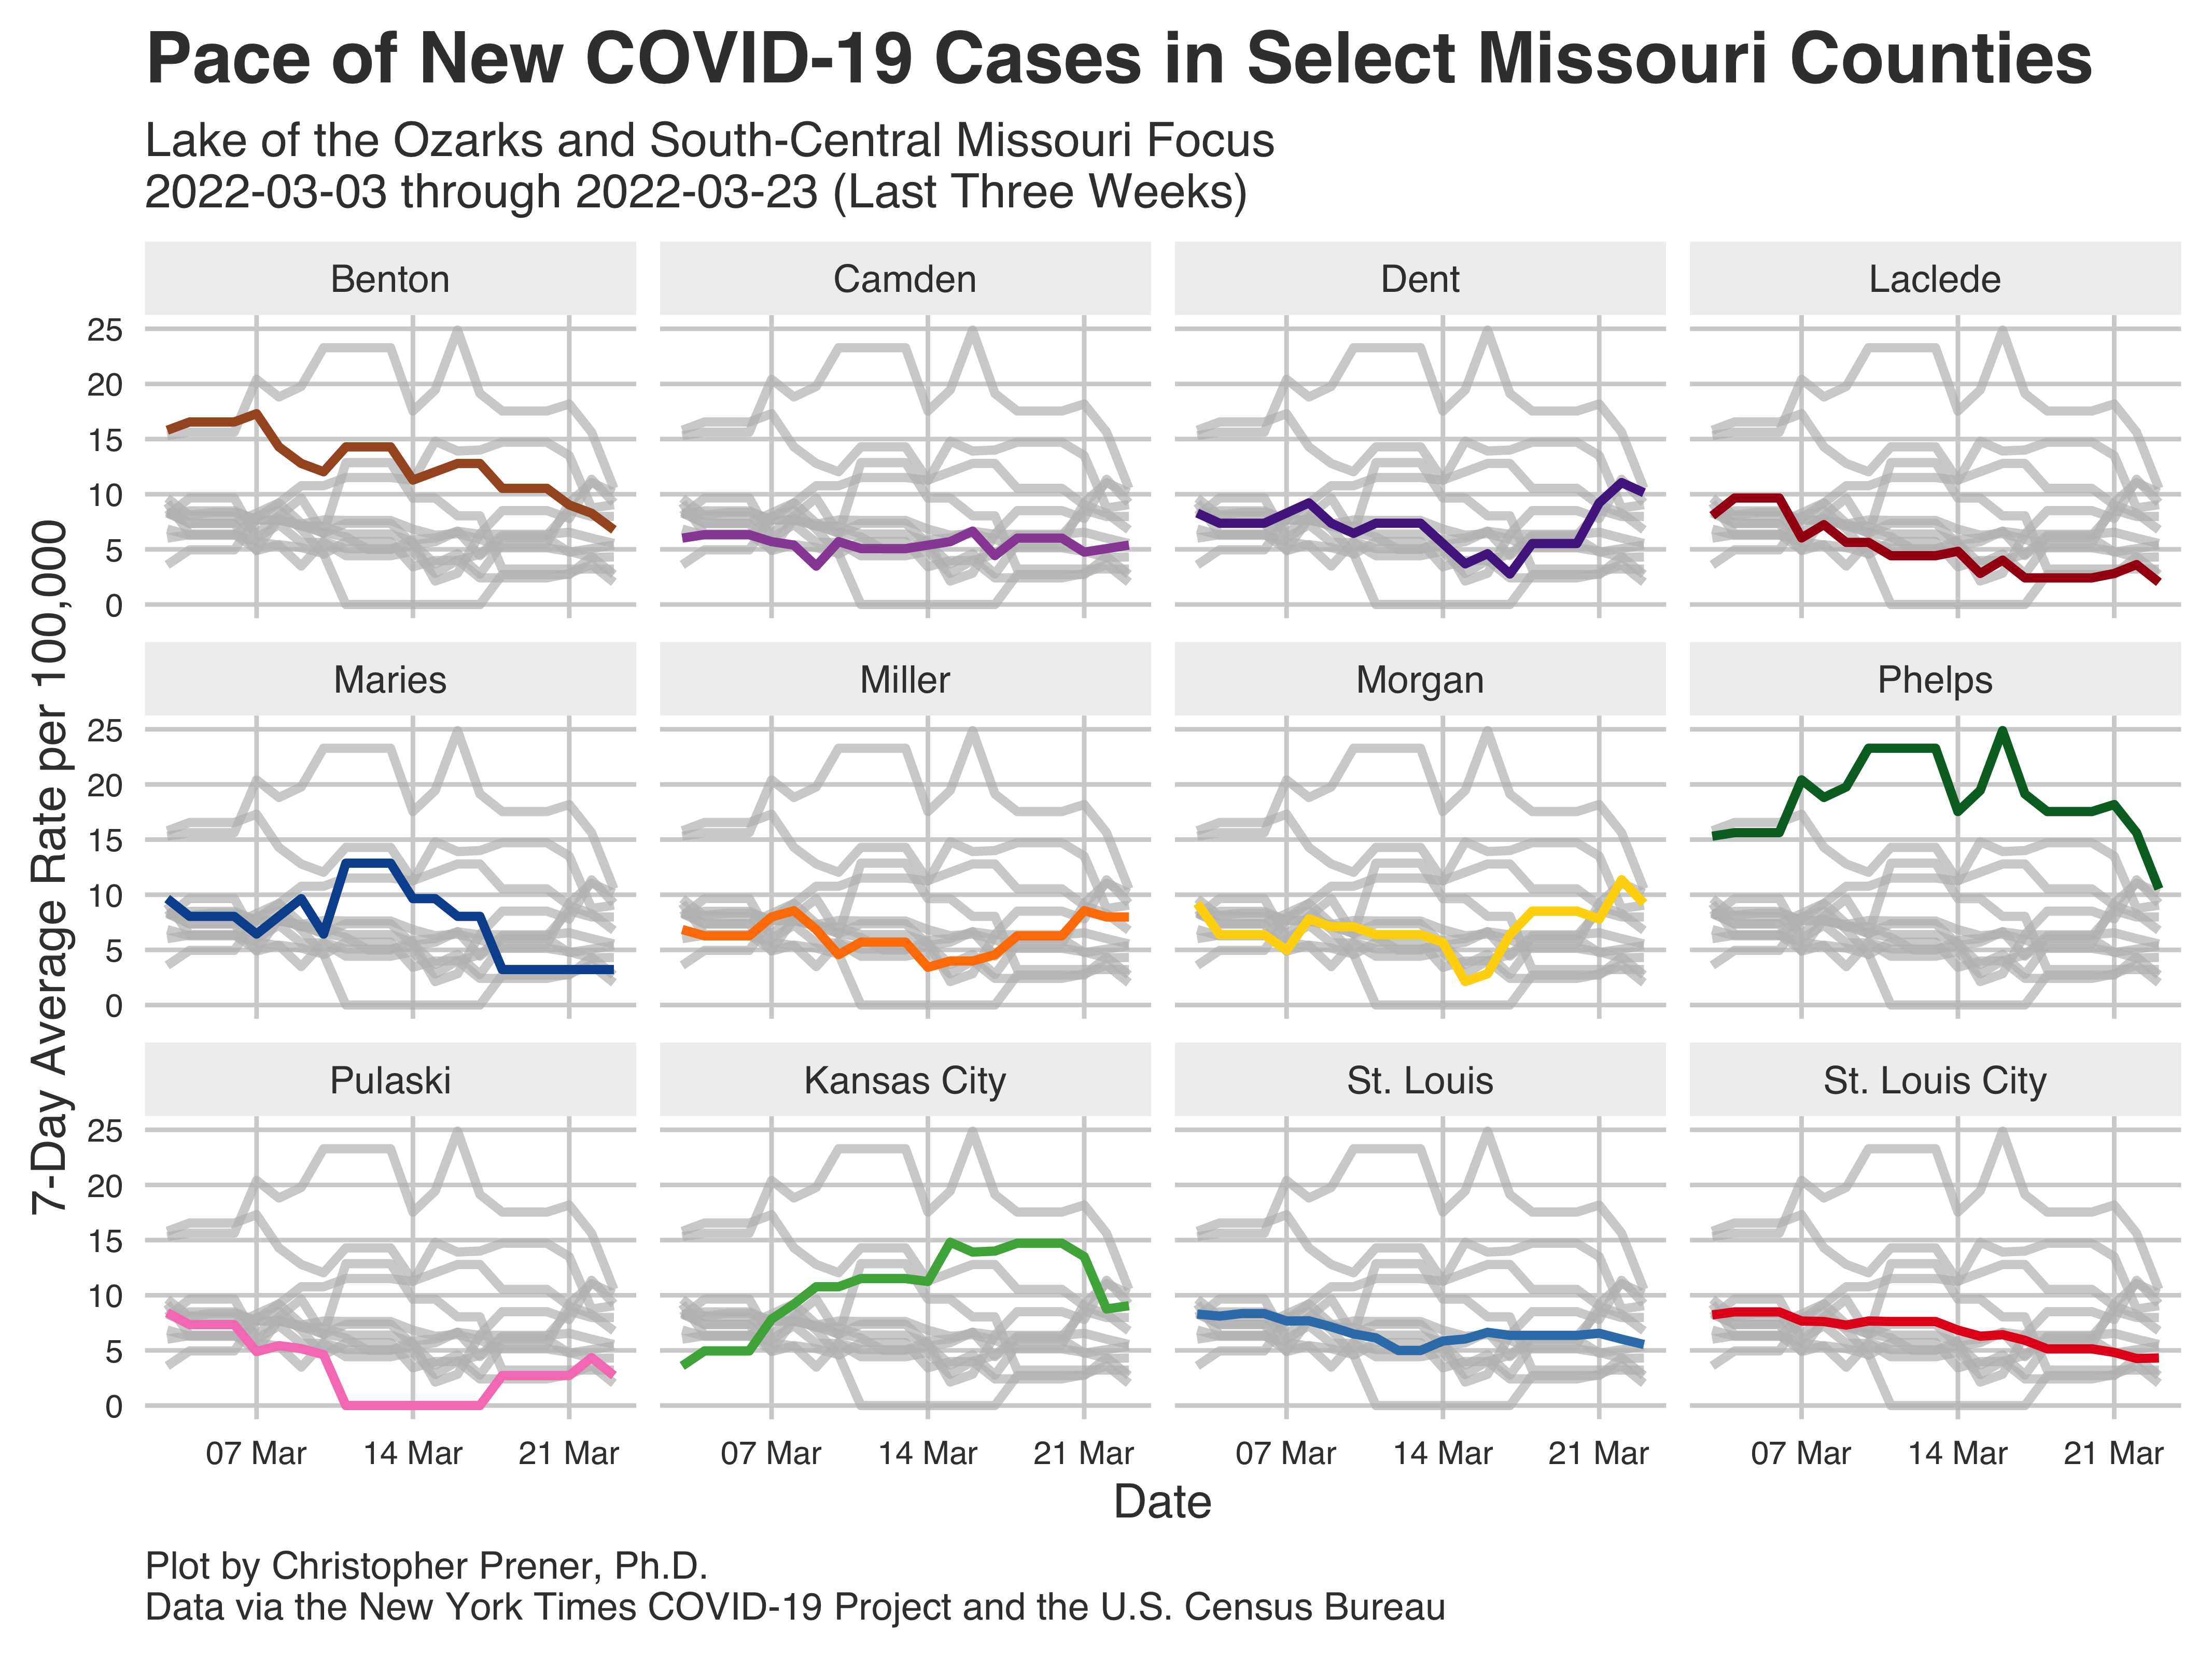 Pace of New COVID-19 Cases in Select Missouri Counties
Lake of the Ozarks and South-Central Missouri Focus
2022-03-03 through 2022-03-23 (Last Three Weeks)
Benton
Camden
Dent
Laclede
25
20
15
10
5
0
Maries
Miller
Morgan
Phelps
25
20
15
10
5
0
Pulaski
Kansas City
St. Louis
St. Louis City
25
20
15
10
5
0
7-Day Average Rate per 100,000
07 Mar 14 Mar 21 Mar
07 Mar 14 Mar 21 Mar
07 Mar 14 Mar 21 Mar
07 Mar 14 Mar 21 Mar
Date
Plot by Christopher Prener, Ph.D.
Data via the New York Times COVID-19 Project and the U.S. Census Bureau